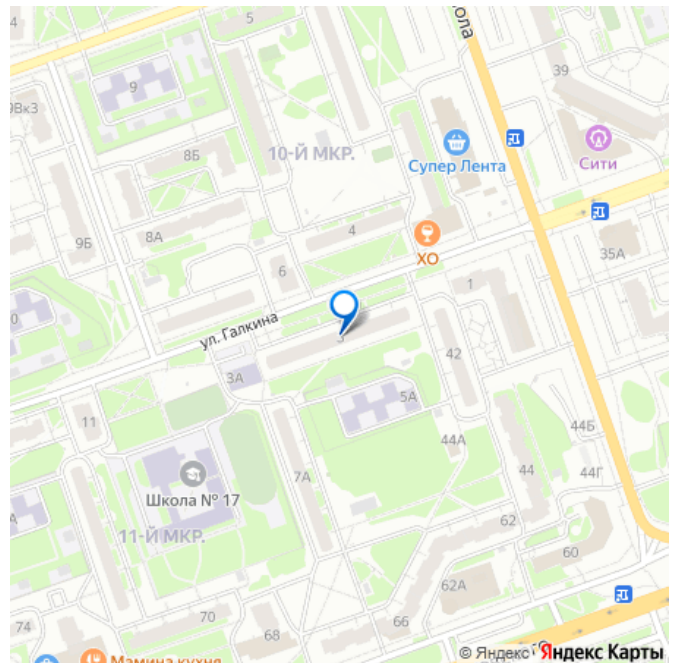 4
5
ола
9
39
9Вк3
10-Й МКР.
8Б
Супер Лента
Сити
9Б
8А
4
6
ХО
35А
1
ул. Галкина
3
42
3А
5А
11
44А
44Б
44
44Г
7А
Школа № 17
62
11-Й МКР.
60
62А
74
70
66
68
Мамина кухня
© Яндекс
Яндекс Карты